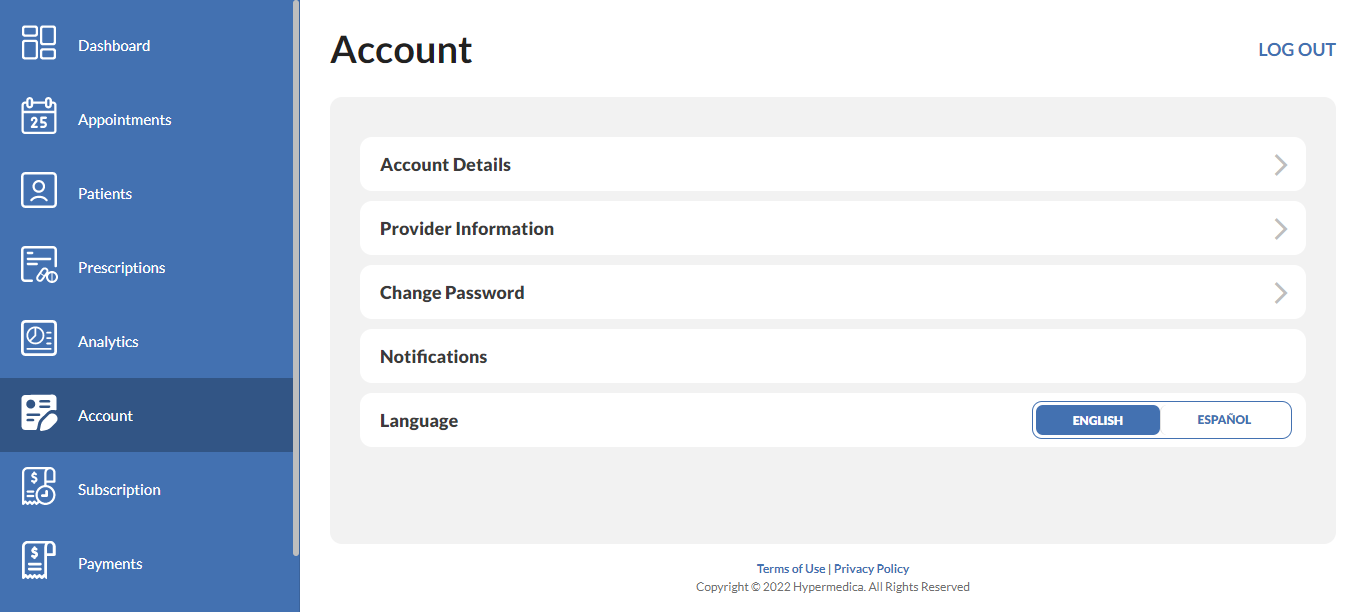 Dashboard
25
Appointments
Patients
Prescriptions
Analytics
Account
$
Subscription
$
Payments
Account
LOG OUT
Account Details
Provider Information
Change Password
Notifications
Language
ENGLISH
ESPAÑOL
Terms of Use | Privacy Policy
Copyright © 2022 Hypermedica. All Rights Reserved